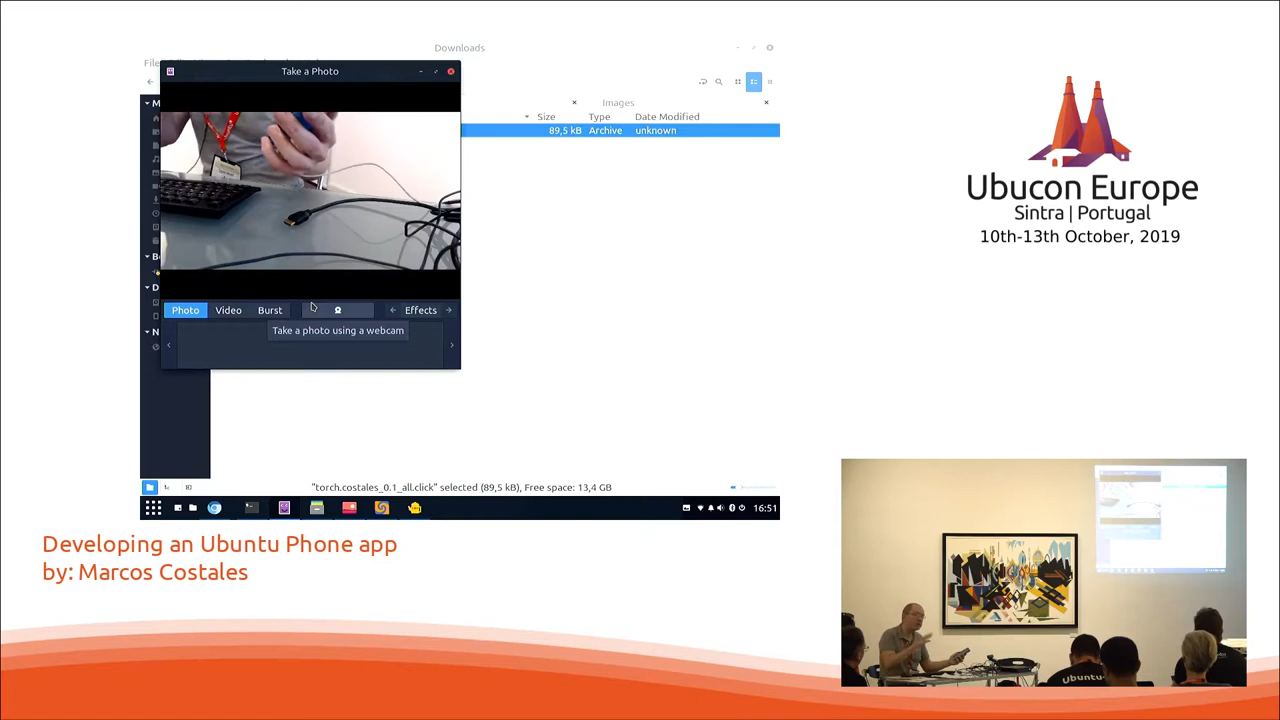 Downloads
File
Take a Photo
Images
Size
Type
Date Modified
89,5 kB
Archive
unknown
Photo
Video
Burst
Effects
Take a photo using a webcam
"torch.costales_0.1_all.click" selected (89,5 kB), Free space: 13,4 GB
16:51
Ubucon Europe
Sintra | Portugal
10th-13th October, 2019
Developing an Ubuntu Phone app
by: Marcos Costales
Ubuntu